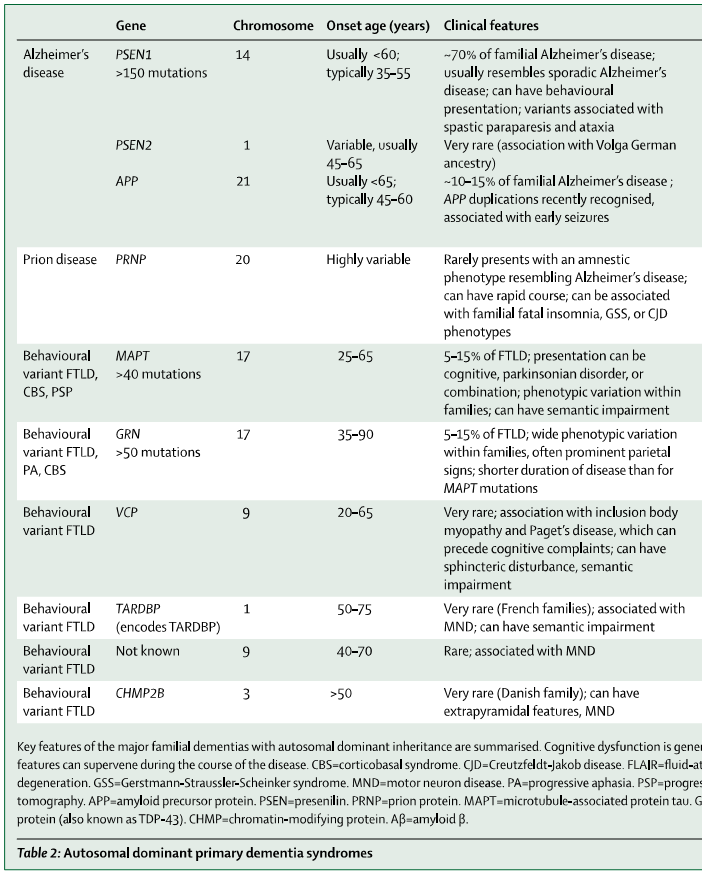 Gene Chromosome Onset age (years) Clinical features
Alzheimer's PSEN1 14 Usually <60; ~70% of familial Alzheimer's disease;
disease >150 mutations typically 35–55 usually resembles sporadic Alzheimer's
disease; can have behavioural
presentation; variants associated with
spastic paraparesis and ataxia
PSEN2 1 Variable, usually Very rare (association with Volga German
45–65 ancestry)
APP 21 Usually <65; ~10–15% of familial Alzheimer's disease ;
typically 45–60 APP duplications recently recognised,
associated with early seizures
Prion disease PRNP 20 Highly variable Rarely presents with an amnestic
phenotype resembling Alzheimer's disease;
can have rapid course; can be associated
with familial fatal insomnia, GSS, or CJD
phenotypes
Behavioural MAPT 17 25–65 5–15% of FTLD; presentation can be
variant FTLD, >40 mutations cognitive, parkinsonian disorder, or
CBS, PSP combination; phenotypic variation within
families; can have semantic impairment
Behavioural GRN 17 35–90 5–15% of FTLD; wide phenotypic variation
variant FTLD, >50 mutations within families, often prominent parietal
PA, CBS signs; shorter duration of disease than for
MAPT mutations
Behavioural VCP 9 20–65 Very rare; association with inclusion body
variant FTLD myopathy and Paget's disease, which can
precede cognitive complaints; can have
sphincteric disturbance, semantic
impairment
Behavioural TARDBP 1 50–75 Very rare (French families); associated with
variant FTLD (encodes TARDBP) MND; can have semantic impairment
Behavioural Not known 9 40–70 Rare; associated with MND
variant FTLD
Behavioural CHMP2B 3 >50 Very rare (Danish family); can have
variant FTLD extrapyramidal features, MND
Key features of the major familial dementias with autosomal dominant inheritance are summarised. Cognitive dysfunction is gener
features can supervene during the course of the disease. CBS=corticobasal syndrome. CJD=Creutzfeldt-Jakob disease. FLAIR=fluid-at
degeneration. GSS=Gerstmann-Straussler-Scheinker syndrome. MND=motor neuron disease. PA=progressive aphasia. PSP=progres
tomography. APP=amyloid precursor protein. PSEN=presenilin. PRNP=prion protein. MAPT=microtubule-associated protein tau. G
protein (also known as TDP-43). CHMP=chromatin-modifying protein. Aβ=amyloid β.
Table 2: Autosomal dominant primary dementia syndromes